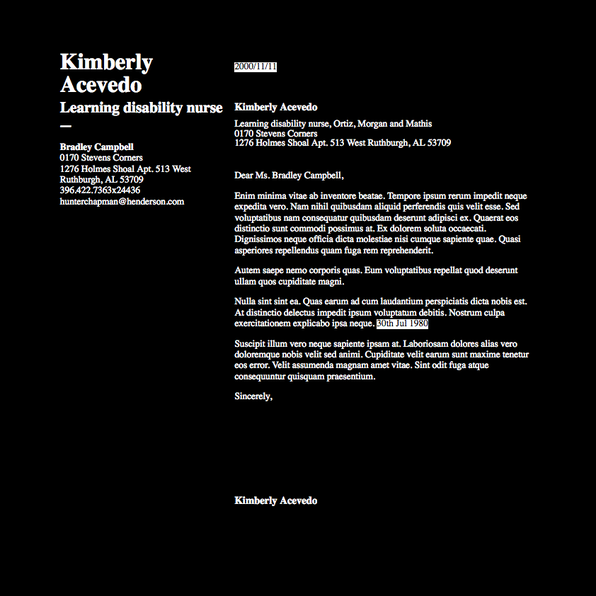 Kimberly
Acevedo
Learning disability nurse
Bradley Campbell
0170 Stevens Corners
1276 Holmes Shoal Apt. 513 West
Ruthburgh, AL 53709
396.422.7363x24436
hunterchapman@henderson.com
2000/11/11
Kimberly Acevedo
Learning disability nurse, Ortiz, Morgan and Mathis
0170 Stevens Corners
1276 Holmes Shoal Apt. 513 West Ruthburgh, AL 53709
Dear Ms. Bradley Campbell,
Enim minima vitae ab inventore beatae. Tempore ipsum rerum impedit neque
expedita vero. Nam nihil quibusdam aliquid perferendis quis velit esse. Sed
voluptatibus nam consequatur quibusdam deserunt adipisci ex. Quaerat eos
distinctio sunt commodi possimus at. Ex dolorem soluta occaecati.
Dignissimos neque officia dicta molestiae nisi cumque sapiente quae. Quasi
asperiores repellendus quam fuga rem reprehenderit.
Autem saepe nemo corporis quas. Eum voluptatibus repellat quod deserunt
ullam quos cupiditate magni.
Nulla sint sint ea. Quas earum ad cum laudantium perspiciatis dicta nobis est.
At distinctio delectus impedit ipsum voluptatum debitis. Nostrum culpa
exercitationem explicabo ipsa neque. 30th Jul 1980
Suscipit illum vero neque sapiente ipsam at. Laboriosam dolores alias vero
doloremque nobis velit sed animi. Cupiditate velit earum sunt maxime tenetur
eos error. Velit assumenda magnam amet vitae. Sint odit fuga atque
consequuntur quisquam praesentium.
Sincerely,
Kimberly Acevedo